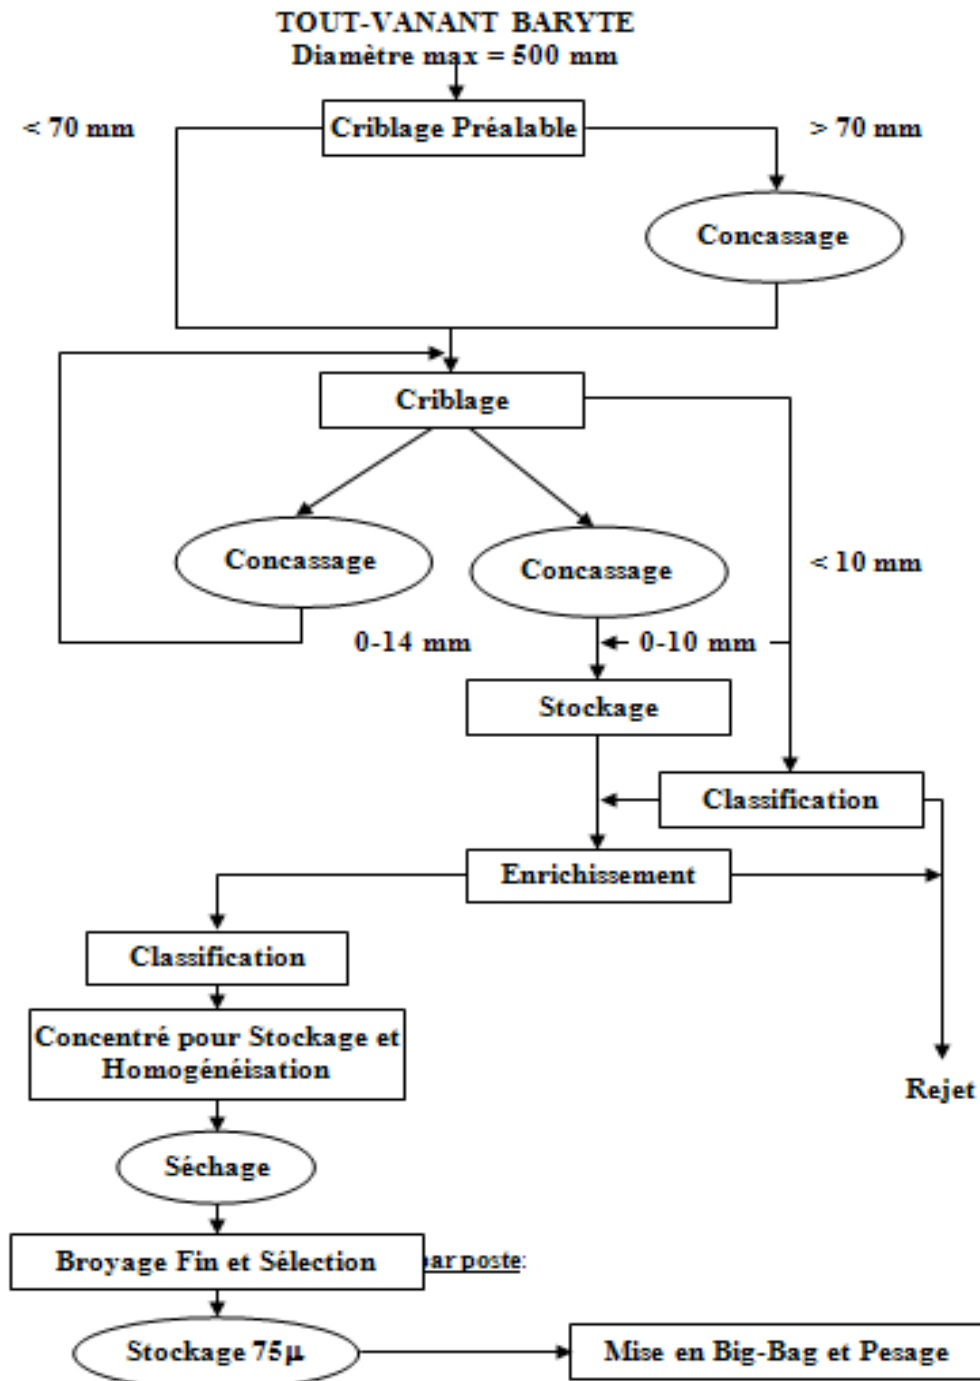 TOUT-VANANT BARYTE
Diamètre max = 500 mm
< 70 mm
Criblage Préalable
> 70 mm
Concassage
Criblage
Concassage
Concassage
< 10 mm
0-14 mm
0-10 mm
Stockage
Classification
Enrichissement
Classification
Concentré pour Stockage et
Homogénéisation
Rejet
Séchage
Broyage Fin et Sélection
par poste:
Stockage 75µ
Mise en Big-Bag et Pesage